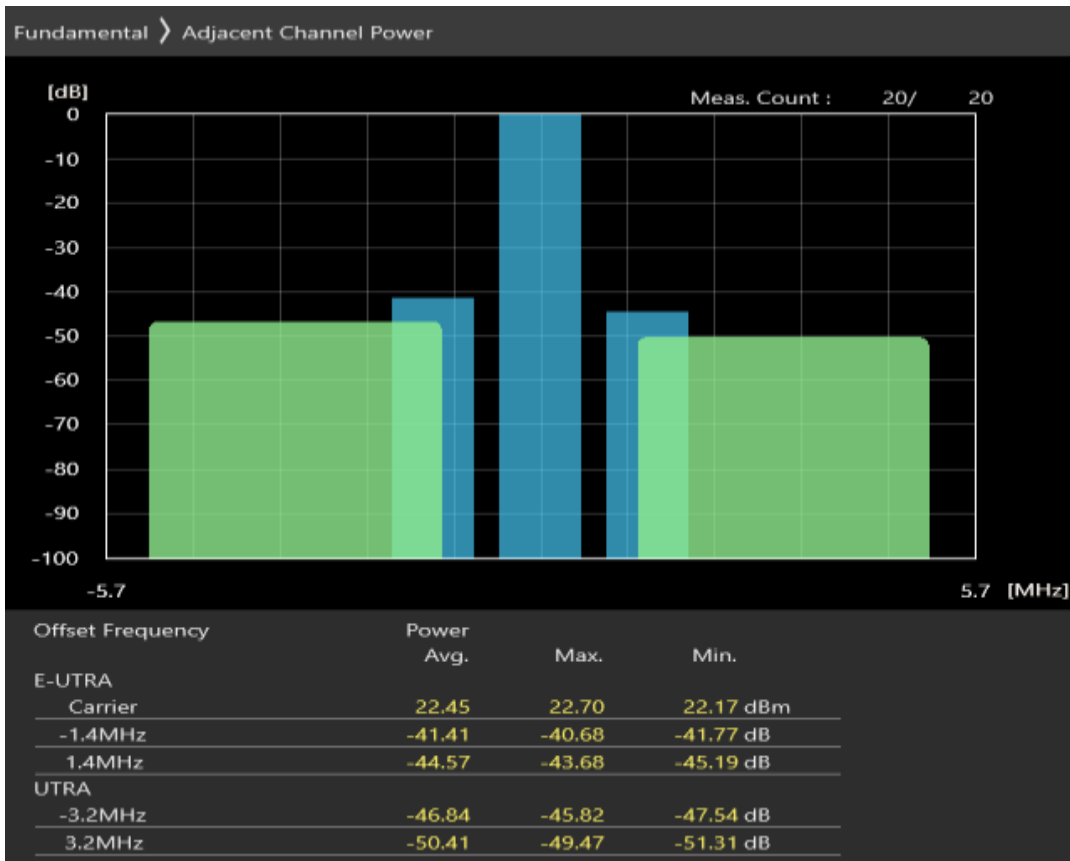 Fundamental ❯ Adjacent Channel Power
[dB]
Meas. Count : 20/ 20
0
-10
-20
-30
-40
-50
-60
-70
-80
-90
-100
-5.7 5.7 [MHz]
Offset Frequency Power
Avg. Max. Min.
E-UTRA
Carrier 22.45 22.70 22.17 dBm
-1.4MHz -41.41 -40.68 -41.77 dB
1.4MHz -44.57 -43.68 -45.19 dB
UTRA
-3.2MHz -46.84 -45.82 -47.54 dB
3.2MHz -50.41 -49.47 -51.31 dB